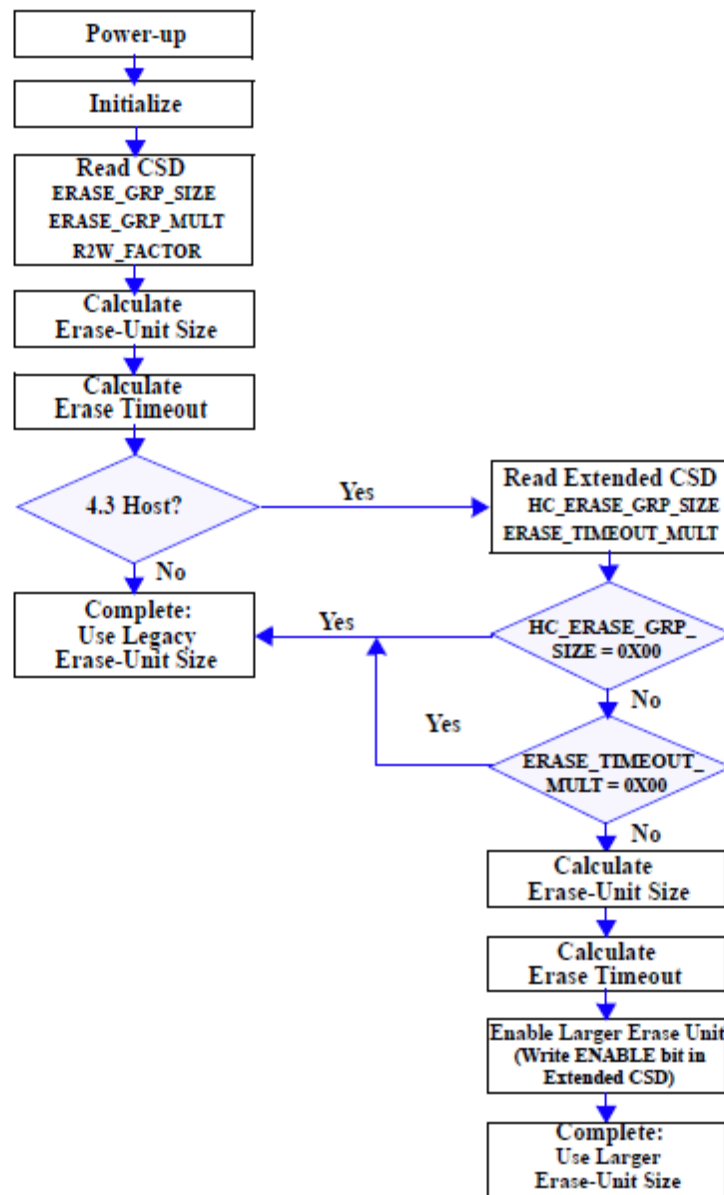 Power-up
Initialize
Read CSD
ERASE_GRP_SIZE
ERASE_GRP_MULT
R2W_FACTOR
Calculate
Erase-Unit Size
Calculate
Erase Timeout
4.3 Host?
Yes
No
Complete:
Use Legacy
Erase-Unit Size
Read Extended CSD
HC_ERASE_GRP_SIZE
ERASE_TIMEOUT_MULT
HC_ERASE_GRP_
SIZE = 0X00
Yes
No
ERASE_TIMEOUT_
MULT = 0X00
Yes
No
Calculate
Erase-Unit Size
Calculate
Erase Timeout
Enable Larger Erase Unit
(Write ENABLE bit in
Extended CSD)
Complete:
Use Larger
Erase-Unit Size